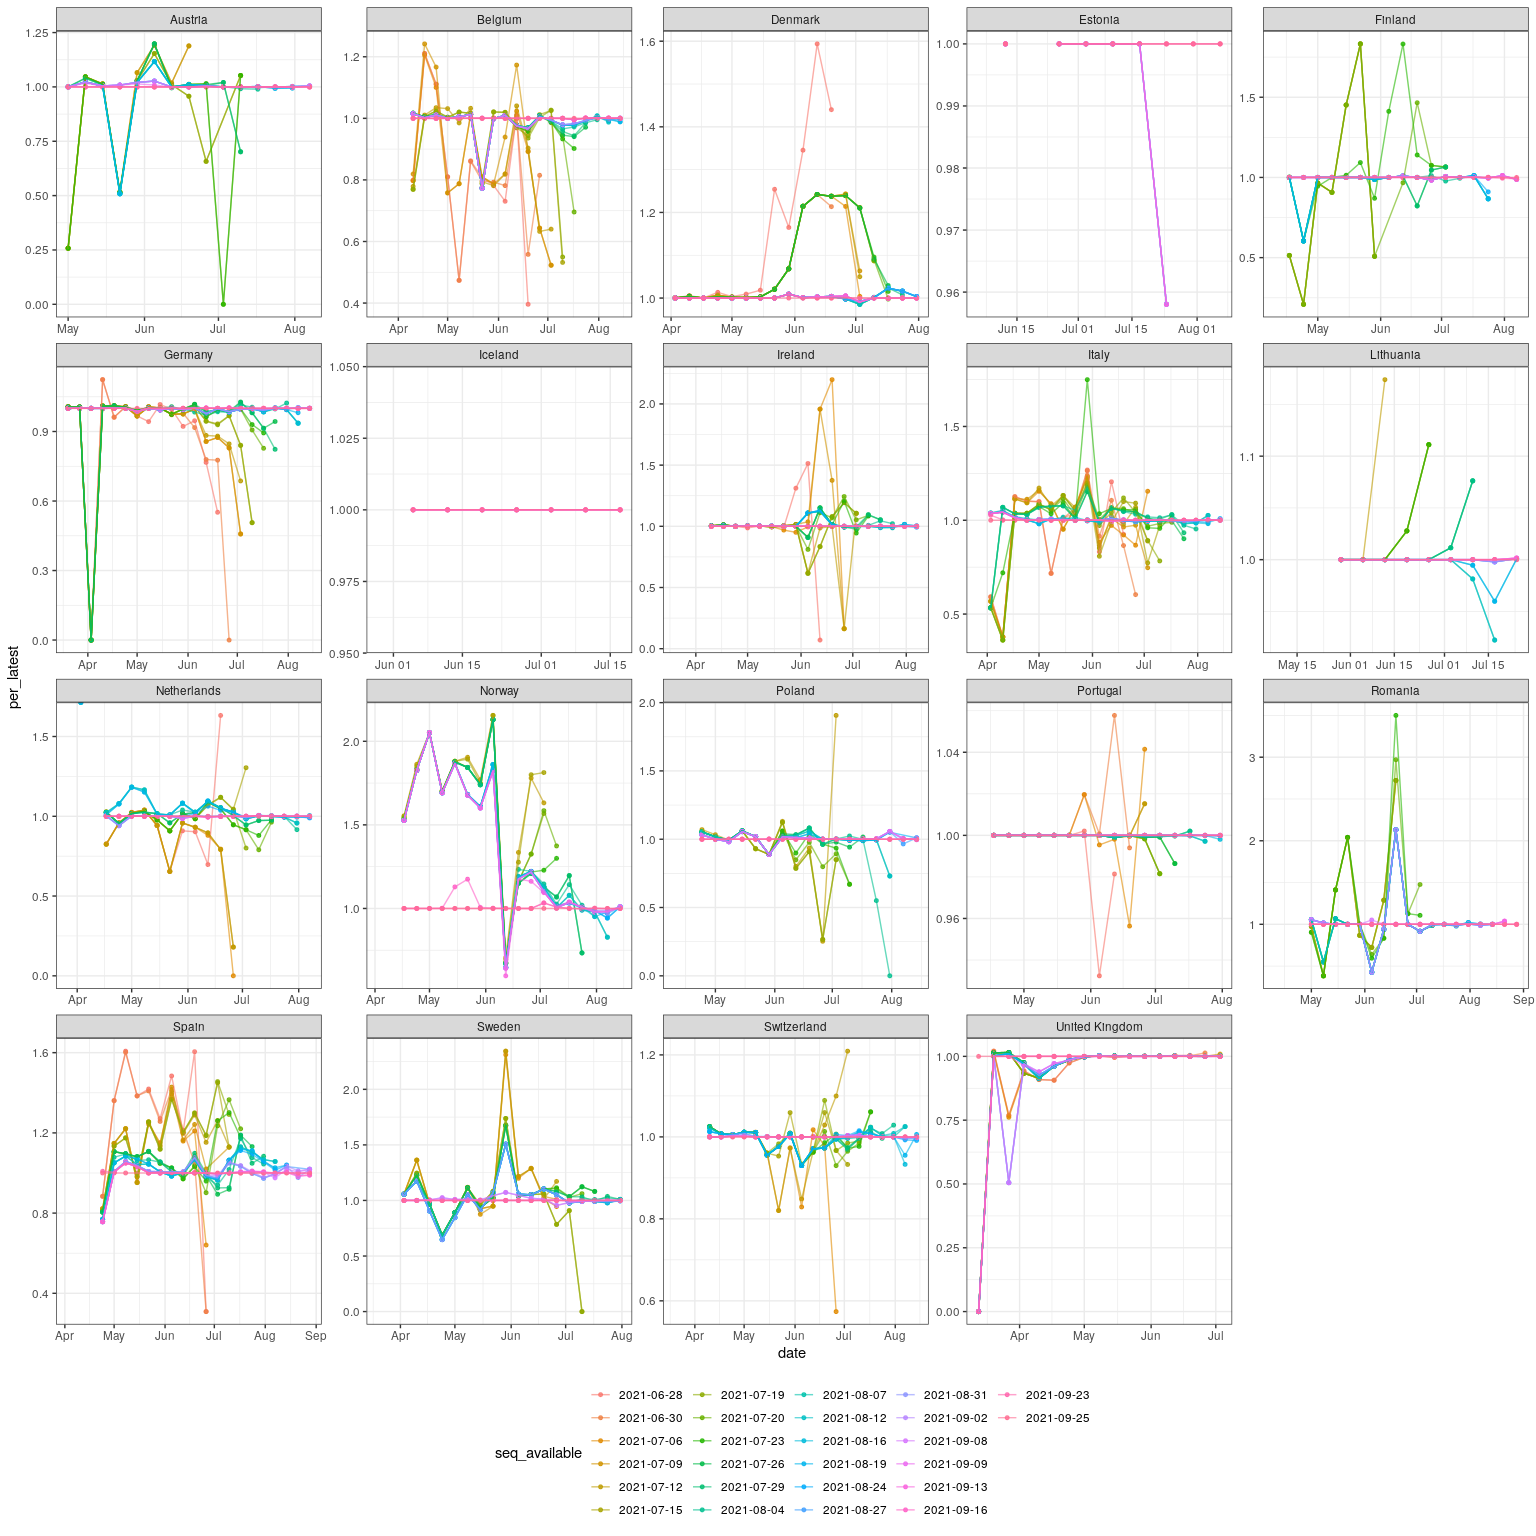 Austria Belgium Denmark Estonia Finland
1.25 1.00 0.75 0.50 0.25 0.00
1.2 1.0 0.8 0.6 0.4
1.6 1.4 1.2 1.0
1.00 0.99 0.98 0.97 0.96
1.5 1.0 0.5
May Jun Jul Aug
Apr May Jun Jul Aug
Apr May Jun Jul Aug
Jun 15 Jul 01 Jul 15 Aug 01
May Jun Jul Aug
Germany Iceland Ireland Italy Lithuania
0.9 0.6 0.3 0.0
1.050 1.025 1.000 0.975 0.950
2.0 1.5 1.0 0.5 0.0
1.5 1.0 0.5
1.1 1.0
Apr May Jun Jul Aug
Jun 01 Jun 15 Jul 01 Jul 15
Apr May Jun Jul Aug
Apr May Jun Jul Aug
May 15 Jun 01 Jun 15 Jul 01 Jul 15
per_latest
Netherlands Norway Poland Portugal Romania
1.5 1.0 0.5 0.0
2.0 1.5 1.0
2.0 1.5 1.0 0.5 0.0
1.04 1.00 0.96
3 2 1
Apr May Jun Jul Aug
Apr May Jun Jul Aug
May Jun Jul Aug
May Jun Jul Aug
May Jun Jul Aug Sep
Spain Sweden Switzerland United Kingdom
1.6 1.2 0.8 0.4
2.0 1.5 1.0 0.5 0.0
1.2 1.0 0.8 0.6
1.00 0.75 0.50 0.25 0.00
Apr May Jun Jul Aug Sep
Apr May Jun Jul Aug
Apr May Jun Jul Aug
Apr May Jun Jul
date
seq_available
2021-06-28 2021-07-19 2021-08-07 2021-08-31 2021-09-23
2021-06-30 2021-07-20 2021-08-12 2021-09-02 2021-09-25
2021-07-06 2021-07-23 2021-08-16 2021-09-08
2021-07-09 2021-07-26 2021-08-19 2021-09-09
2021-07-12 2021-07-29 2021-08-24 2021-09-13
2021-07-15 2021-08-04 2021-08-27 2021-09-16